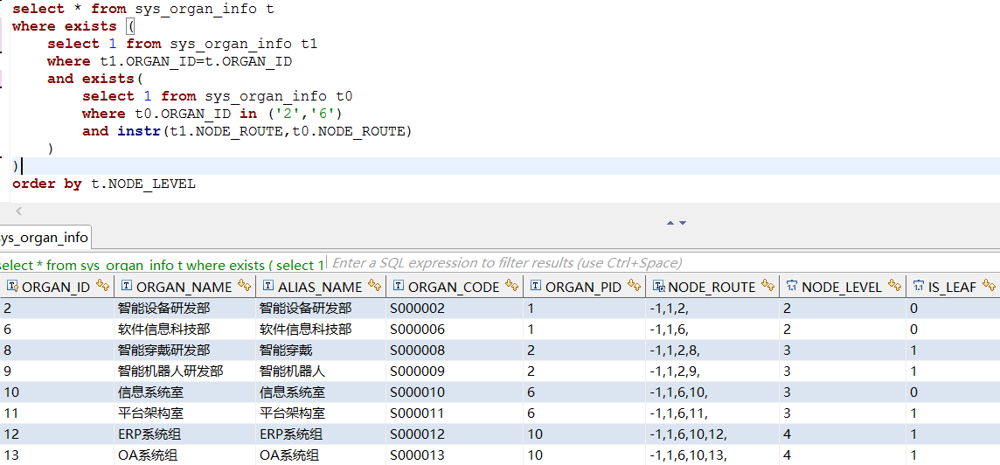 select * from sys_organ_info t
where exists (
select 1 from sys_organ_info t1
where t1.ORGAN_ID=t.ORGAN_ID
and exists(
select 1 from sys_organ_info t0
where t0.ORGAN_ID in ('2','6')
and instr(t1.NODE_ROUTE,t0.NODE_ROUTE)
)
)
order by t.NODE_LEVEL
sys_organ_info
select * from sys_organ_info t where exists ( select 1 Enter a SQL expression to filter results (use Ctrl+Space)
ORGAN_ID ORGAN_NAME ALIAS_NAME ORGAN_CODE ORGAN_PID NODE_ROUTE NODE_LEVEL IS_LEAF
2 智能设备研发部 智能设备研发部 S000002 1 -1,1,2, 2 0
6 软件信息科技部 软件信息科技部 S000006 1 -1,1,6, 2 0
8 智能穿戴研发部 智能穿戴 S000008 2 -1,1,2,8, 3 1
9 智能机器人研发部 智能机器人 S000009 2 -1,1,2,9, 3 1
10 信息系统室 信息系统室 S000010 6 -1,1,6,10, 3 0
11 平台架构室 平台架构室 S000011 6 -1,1,6,11, 3 1
12 ERP系统组 ERP系统组 S000012 10 -1,1,6,10,12, 4 1
13 OA系统组 OA系统组 S000013 10 -1,1,6,10,13, 4 1